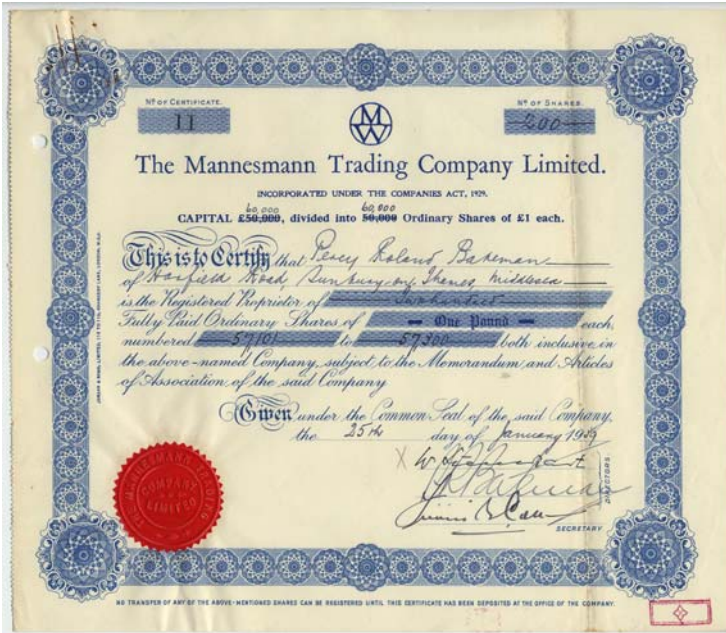 Nº OF CERTIFICATE.
11
Nº OF SHARES.
200
MW
The Mannesmann Trading Company Limited.
INCORPORATED UNDER THE COMPANIES ACT, 1929.
60,000 60,000
CAPITAL £50,000, divided into 50,000 Ordinary Shares of £1 each.
This is to Certify that Percy Roland Bateman
of Harfield Road, Sunbury on Thames, Middlesex
is the Registered Proprietor of Two hundred
Fully Paid Ordinary Shares of — One Pound — each,
numbered 57101 to 57300 both inclusive in
the above-named Company, subject to the Memorandum and Articles
of Association of the said Company
Given under the Common Seal of the said Company,
the 25th day of January 1939
X
DIRECTORS.
SECRETARY
THE MANNESMANN TRADING
COMPANY
LIMITED
NO TRANSFER OF ANY OF THE ABOVE-MENTIONED SHARES CAN BE REGISTERED UNTIL THIS CERTIFICATE HAS BEEN DEPOSITED AT THE OFFICE OF THE COMPANY.